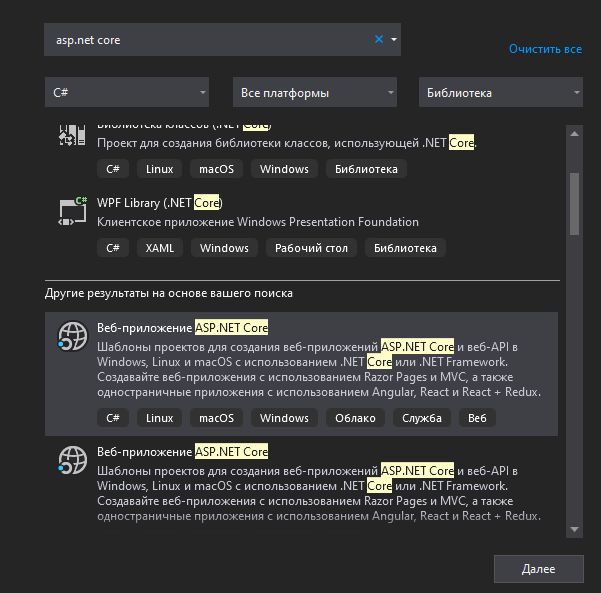 asp.net core
Очистить все
C#
Все платформы
Библиотека
Библиотека классов (.NET Core)
Проект для создания библиотеки классов, использующей .NET Core.
C# Linux macOS Windows Библиотека
C#
WPF Library (.NET Core)
Клиентское приложение Windows Presentation Foundation
C# XAML Windows Рабочий стол Библиотека
Другие результаты на основе вашего поиска
Веб-приложение ASP.NET Core
Шаблоны проектов для создания веб-приложений ASP.NET Core и веб-API в
Windows, Linux и macOS с использованием .NET Core или .NET Framework.
Создавайте веб-приложения с использованием Razor Pages и MVC, а также
одностраничные приложения с использованием Angular, React и React + Redux.
C# Linux macOS Windows Облако Служба Веб
Веб-приложение ASP.NET Core
Шаблоны проектов для создания веб-приложений ASP.NET Core и веб-API в
Windows, Linux и macOS с использованием .NET Core или .NET Framework.
Создавайте веб-приложения с использованием Razor Pages и MVC, а также
одностраничные приложения с использованием Angular, React и React + Redux.
Далее